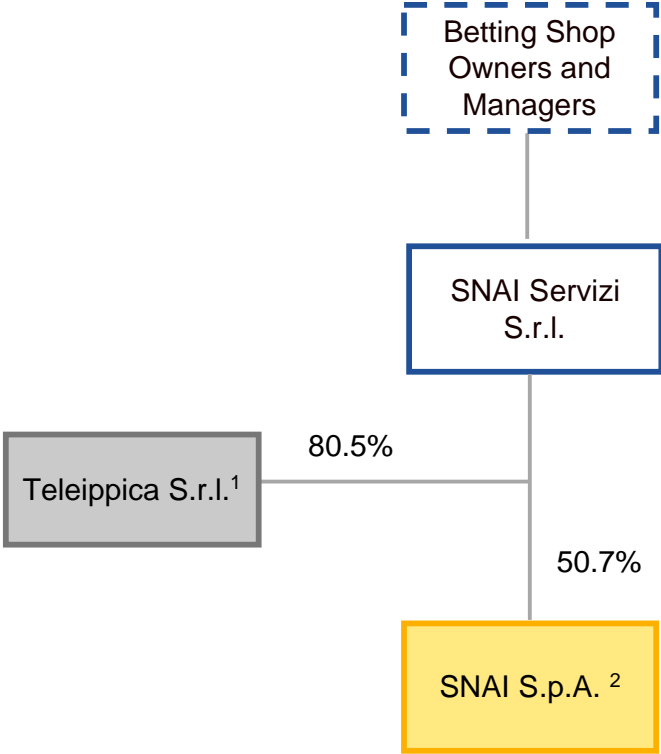 Betting Shop
Owners and
Managers
SNAI Servizi
S.r.l.
80.5%
Teleippica S.r.l.¹
50.7%
SNAI S.p.A. ²